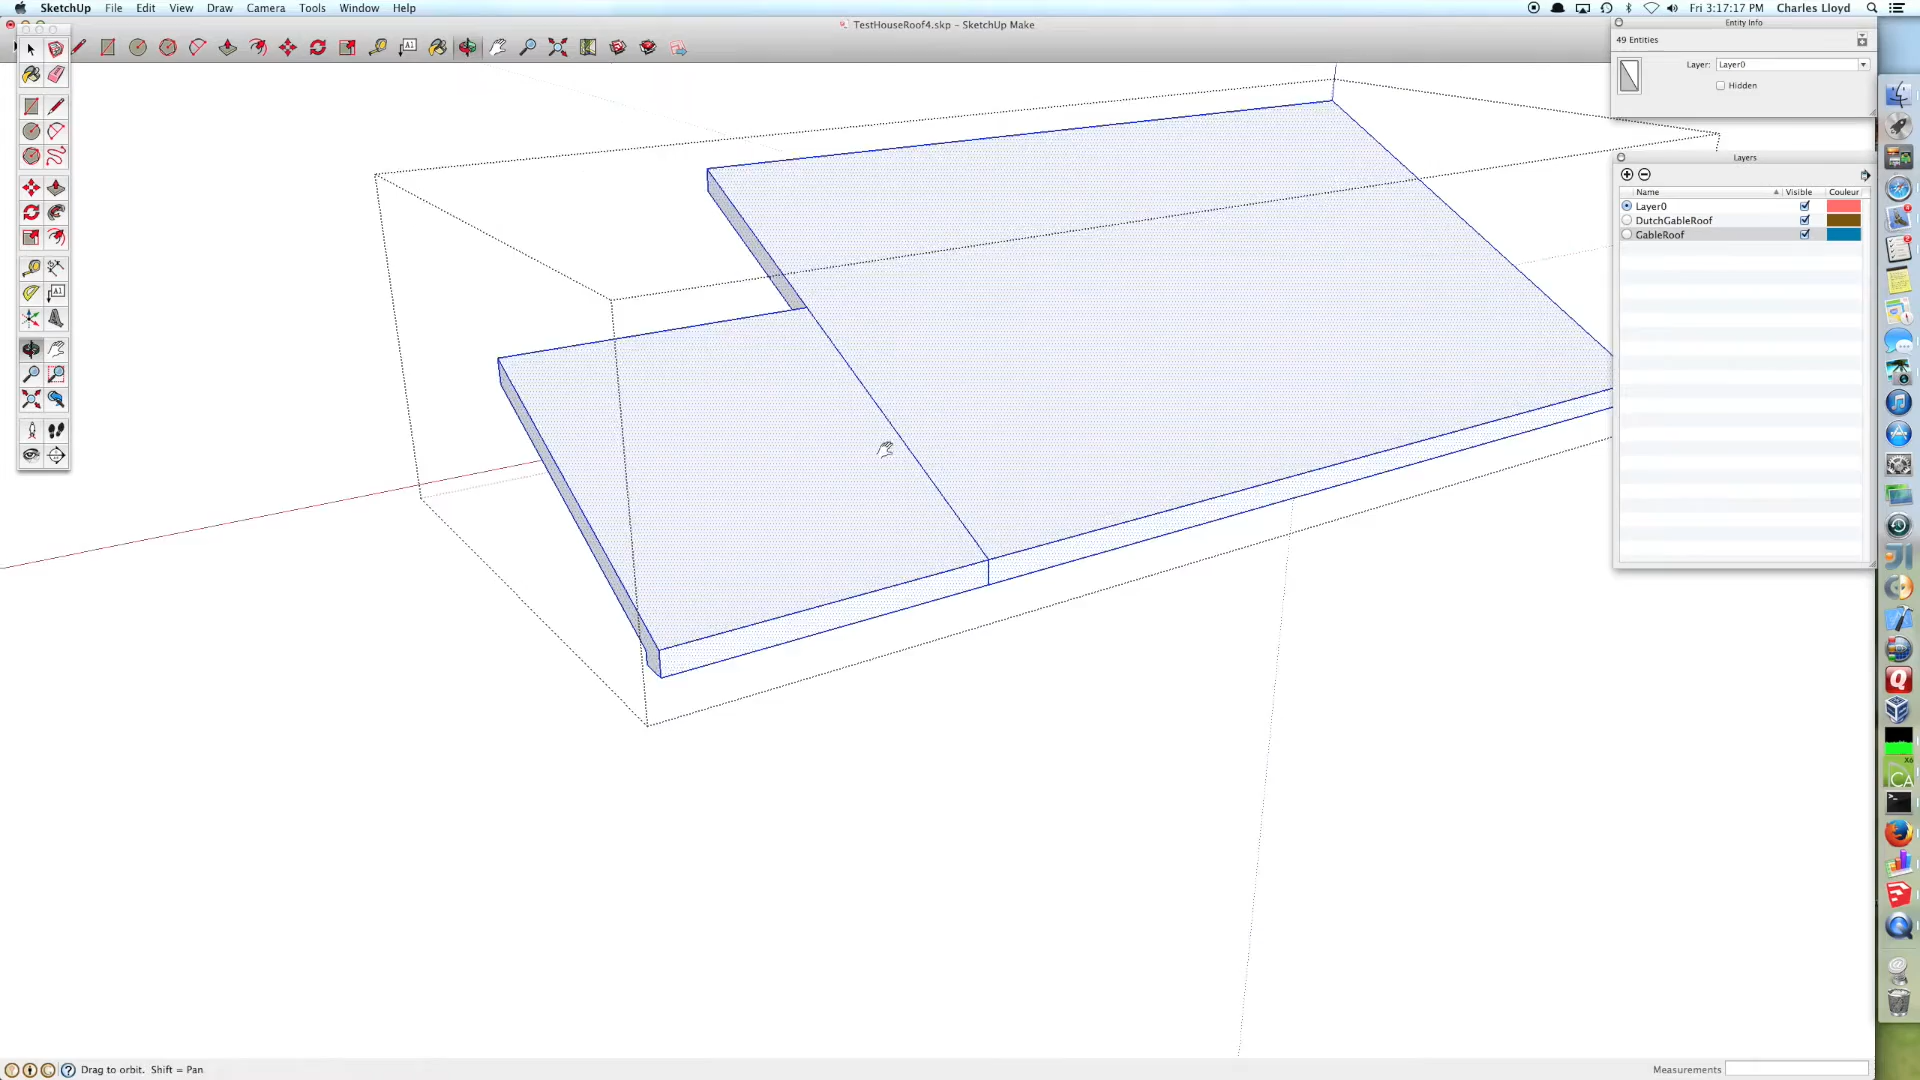 SketchUp File Edit View Draw Camera Tools Window Help Fri 3:17:17 PM Charles Lloyd
TestHouseRoof4.skp - SketchUp Make
Entity Info
49 Entities
Layer: Layer0
Hidden
Layers
Name Visible Couleur
Layer0
DutchGableRoof
GableRoof
Drag to orbit. Shift = Pan
Measurements